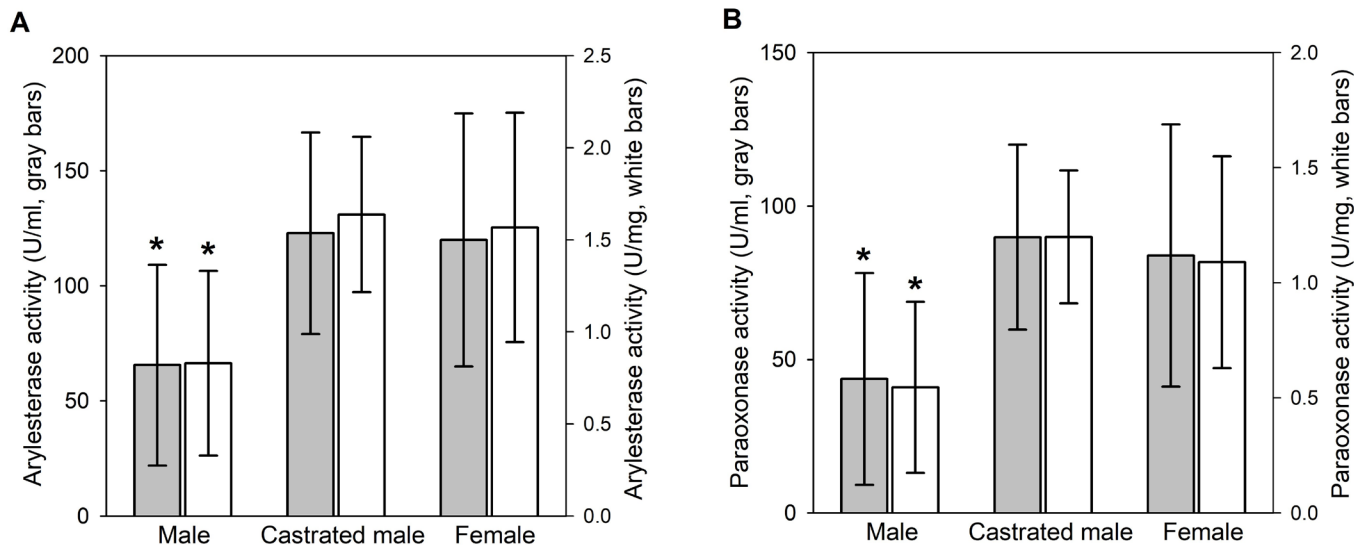 A
Arylesterase activity (U/ml, gray bars)
200
150
100
50
0
*
*
Male
Castrated male
Female
2.5
2.0
1.5
1.0
0.5
0.0
Arylesterase activity (U/mg, white bars)
B
Paraoxonase activity (U/ml, gray bars)
150
100
50
0
*
*
Male
Castrated male
Female
2.0
1.5
1.0
0.5
0.0
Paraoxonase activity (U/mg, white bars)